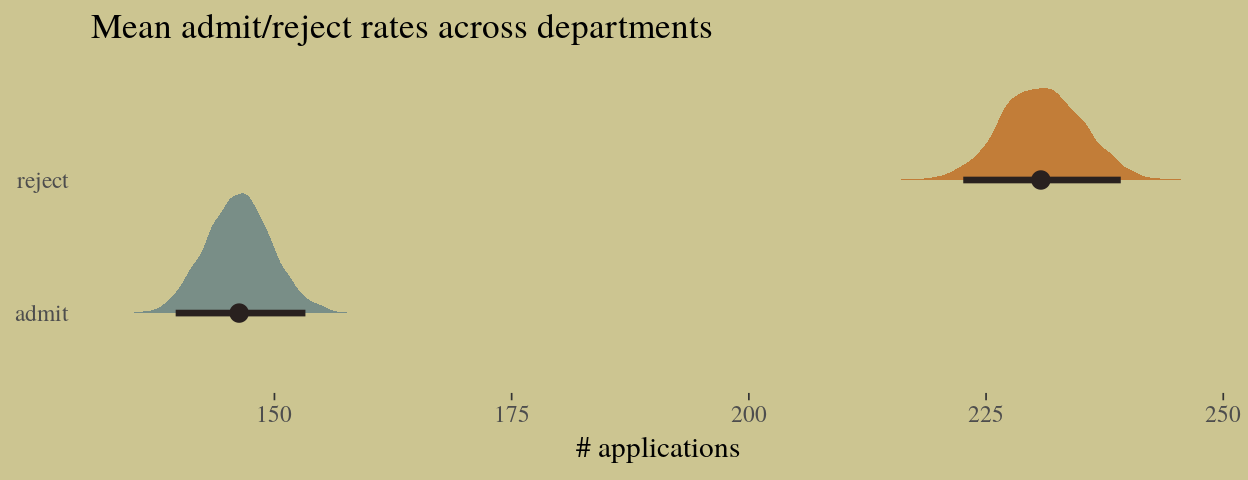 Mean admit/reject rates across departments
reject
admit
150 175 200 225 250
# applications